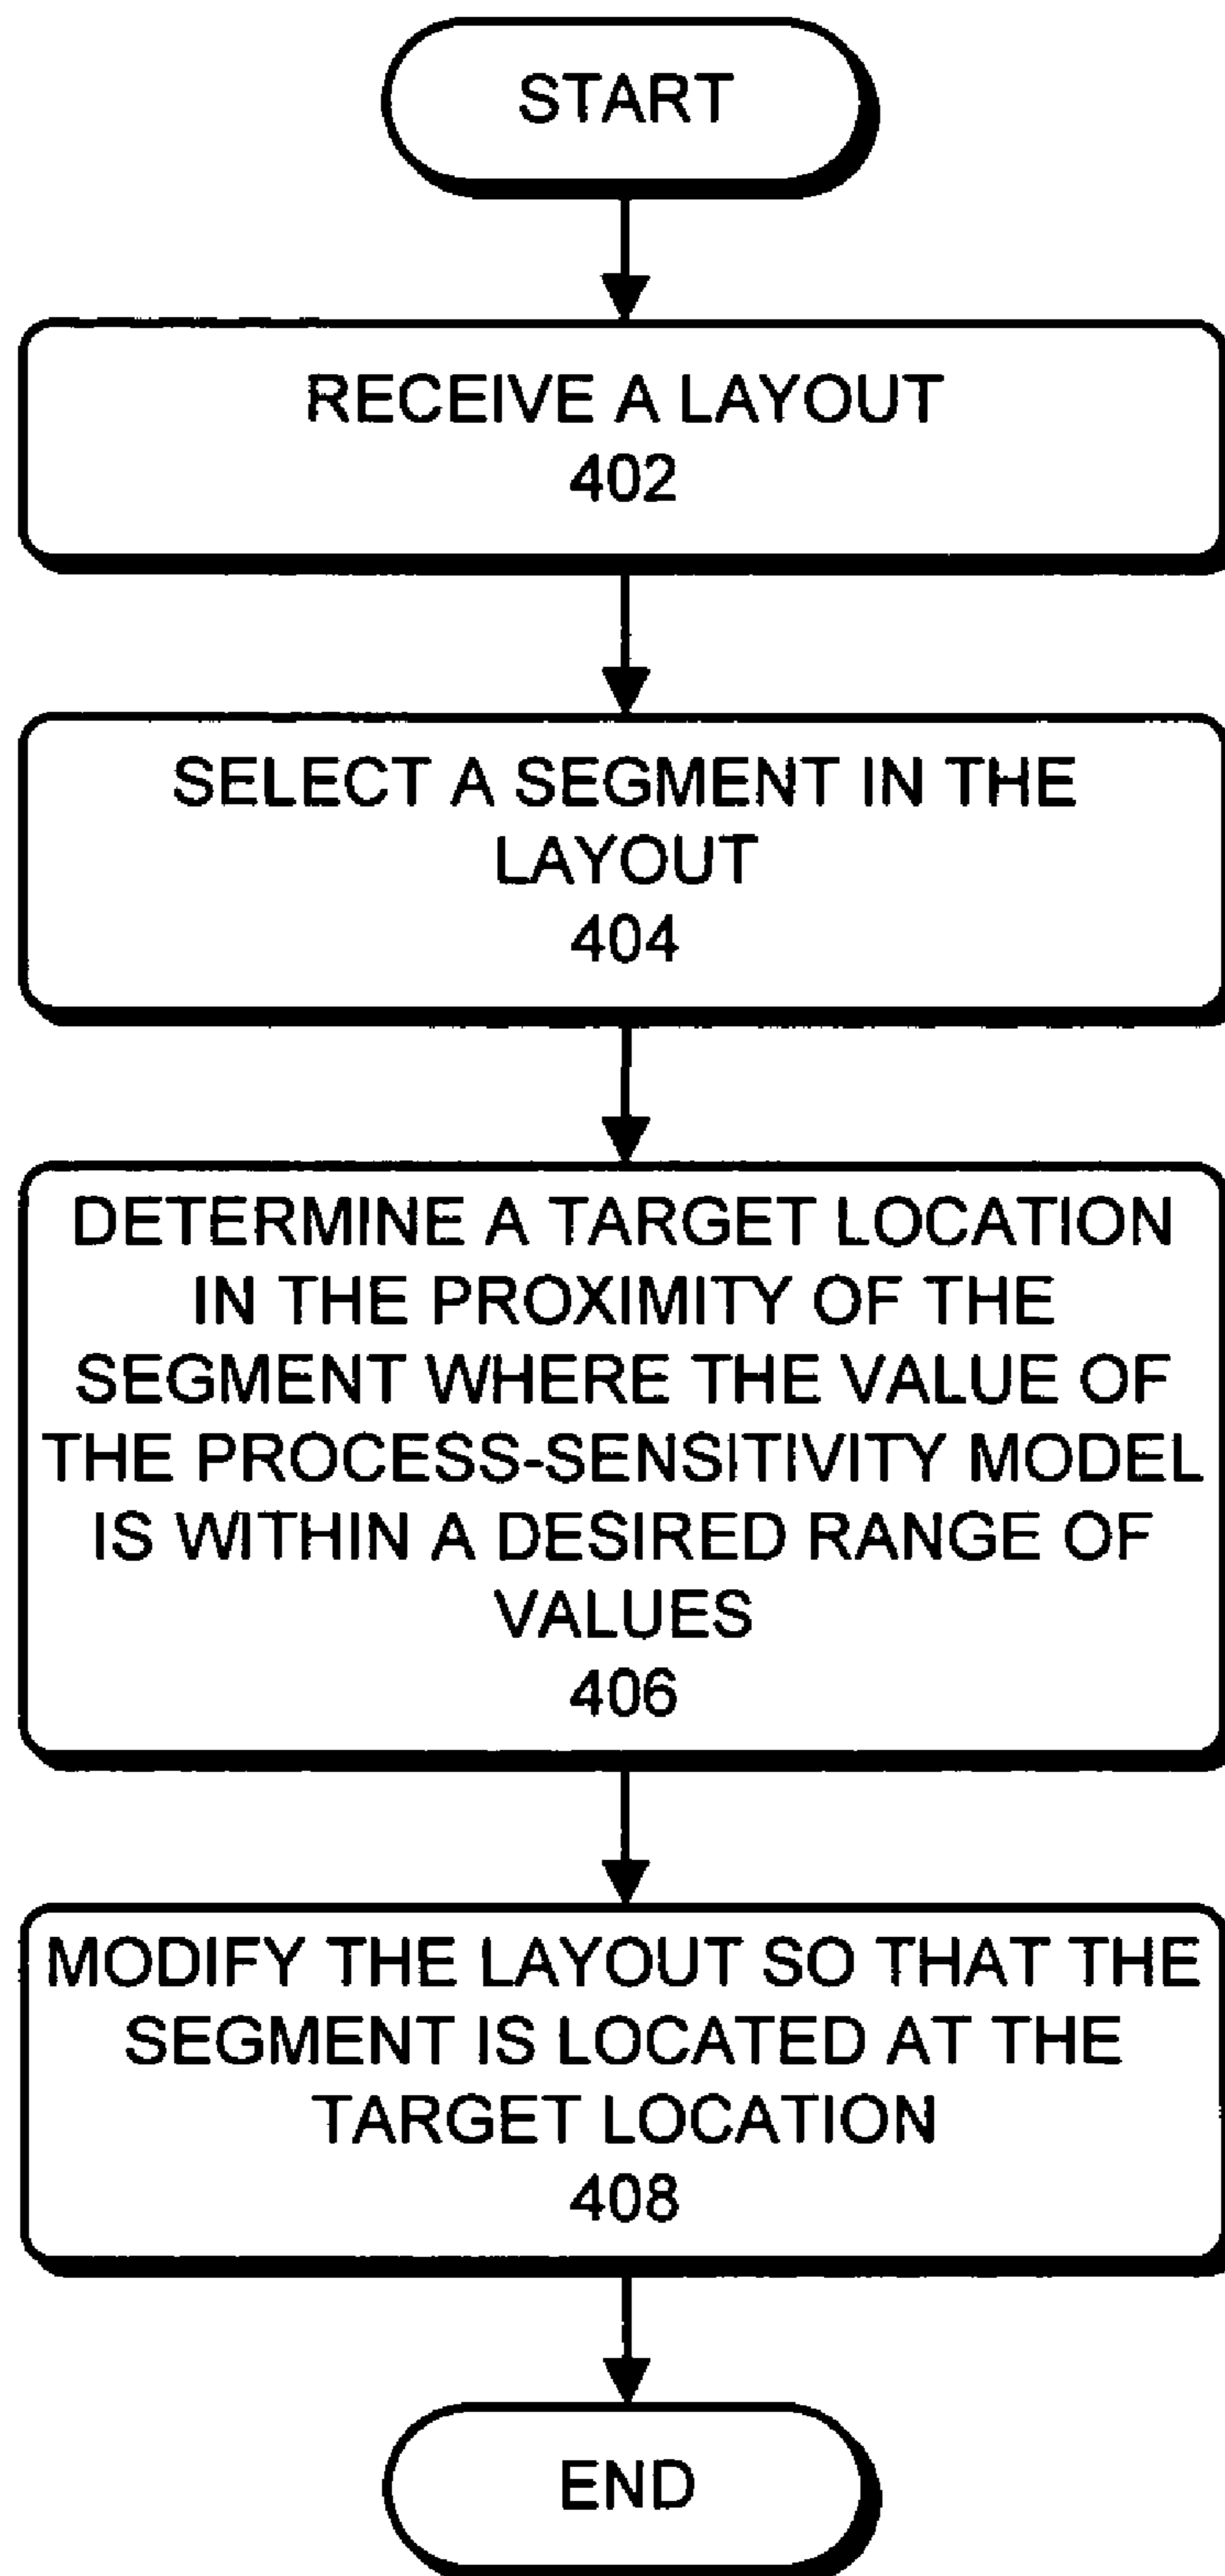 START
RECEIVE A LAYOUT
402
SELECT A SEGMENT IN THE
LAYOUT
404
DETERMINE A TARGET LOCATION
IN THE PROXIMITY OF THE
SEGMENT WHERE THE VALUE OF
THE PROCESS-SENSITIVITY MODEL
IS WITHIN A DESIRED RANGE OF
VALUES
406
MODIFY THE LAYOUT SO THAT THE
SEGMENT IS LOCATED AT THE
TARGET LOCATION
408
END